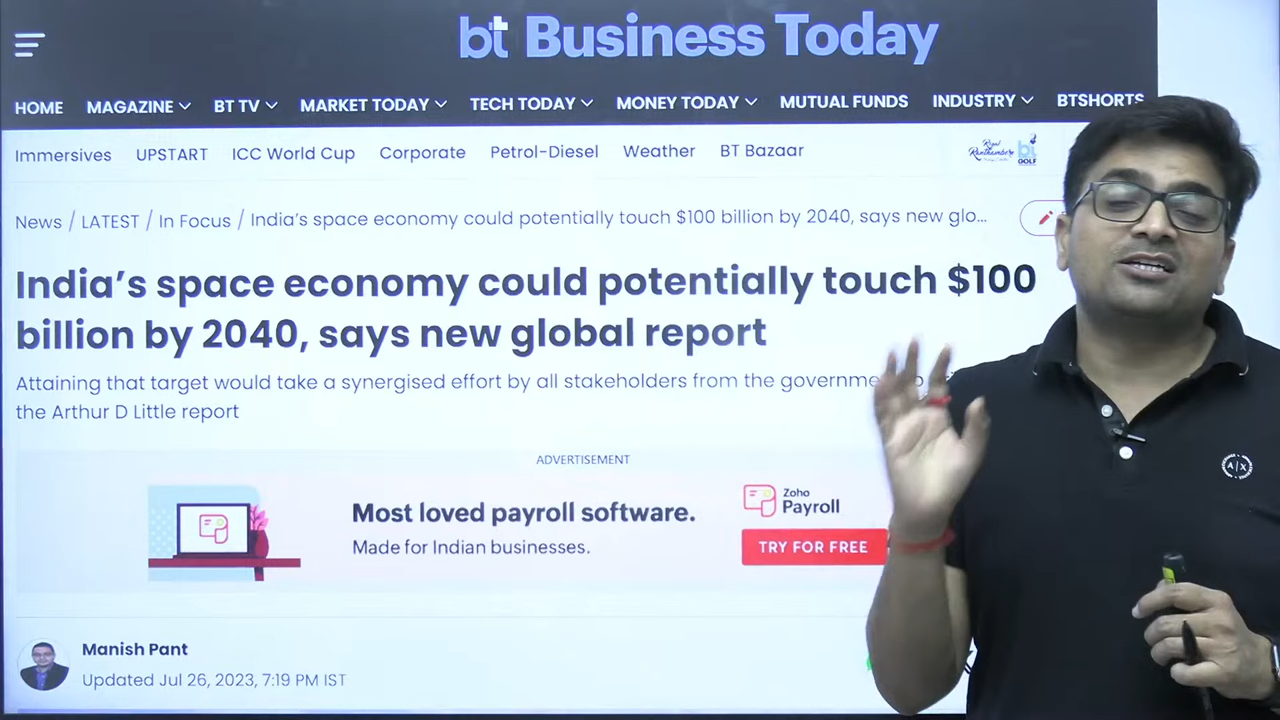 bt Business Today
HOME MAGAZINE BT TV MARKET TODAY TECH TODAY MONEY TODAY MUTUAL FUNDS INDUSTRY BTSHORTS
Immersives UPSTART ICC World Cup Corporate Petrol-Diesel Weather BT Bazaar
bt GOLF
News / LATEST / In Focus / India's space economy could potentially touch $100 billion by 2040, says new glo...
India's space economy could potentially touch $100
billion by 2040, says new global report
Attaining that target would take a synergised effort by all stakeholders from the
the Arthur D Little report
ADVERTISEMENT
Most loved payroll software.
Made for Indian businesses.
Zoho
Payroll
TRY FOR FREE
A|X
Manish Pant
Updated Jul 26, 2023, 7:19 PM IST